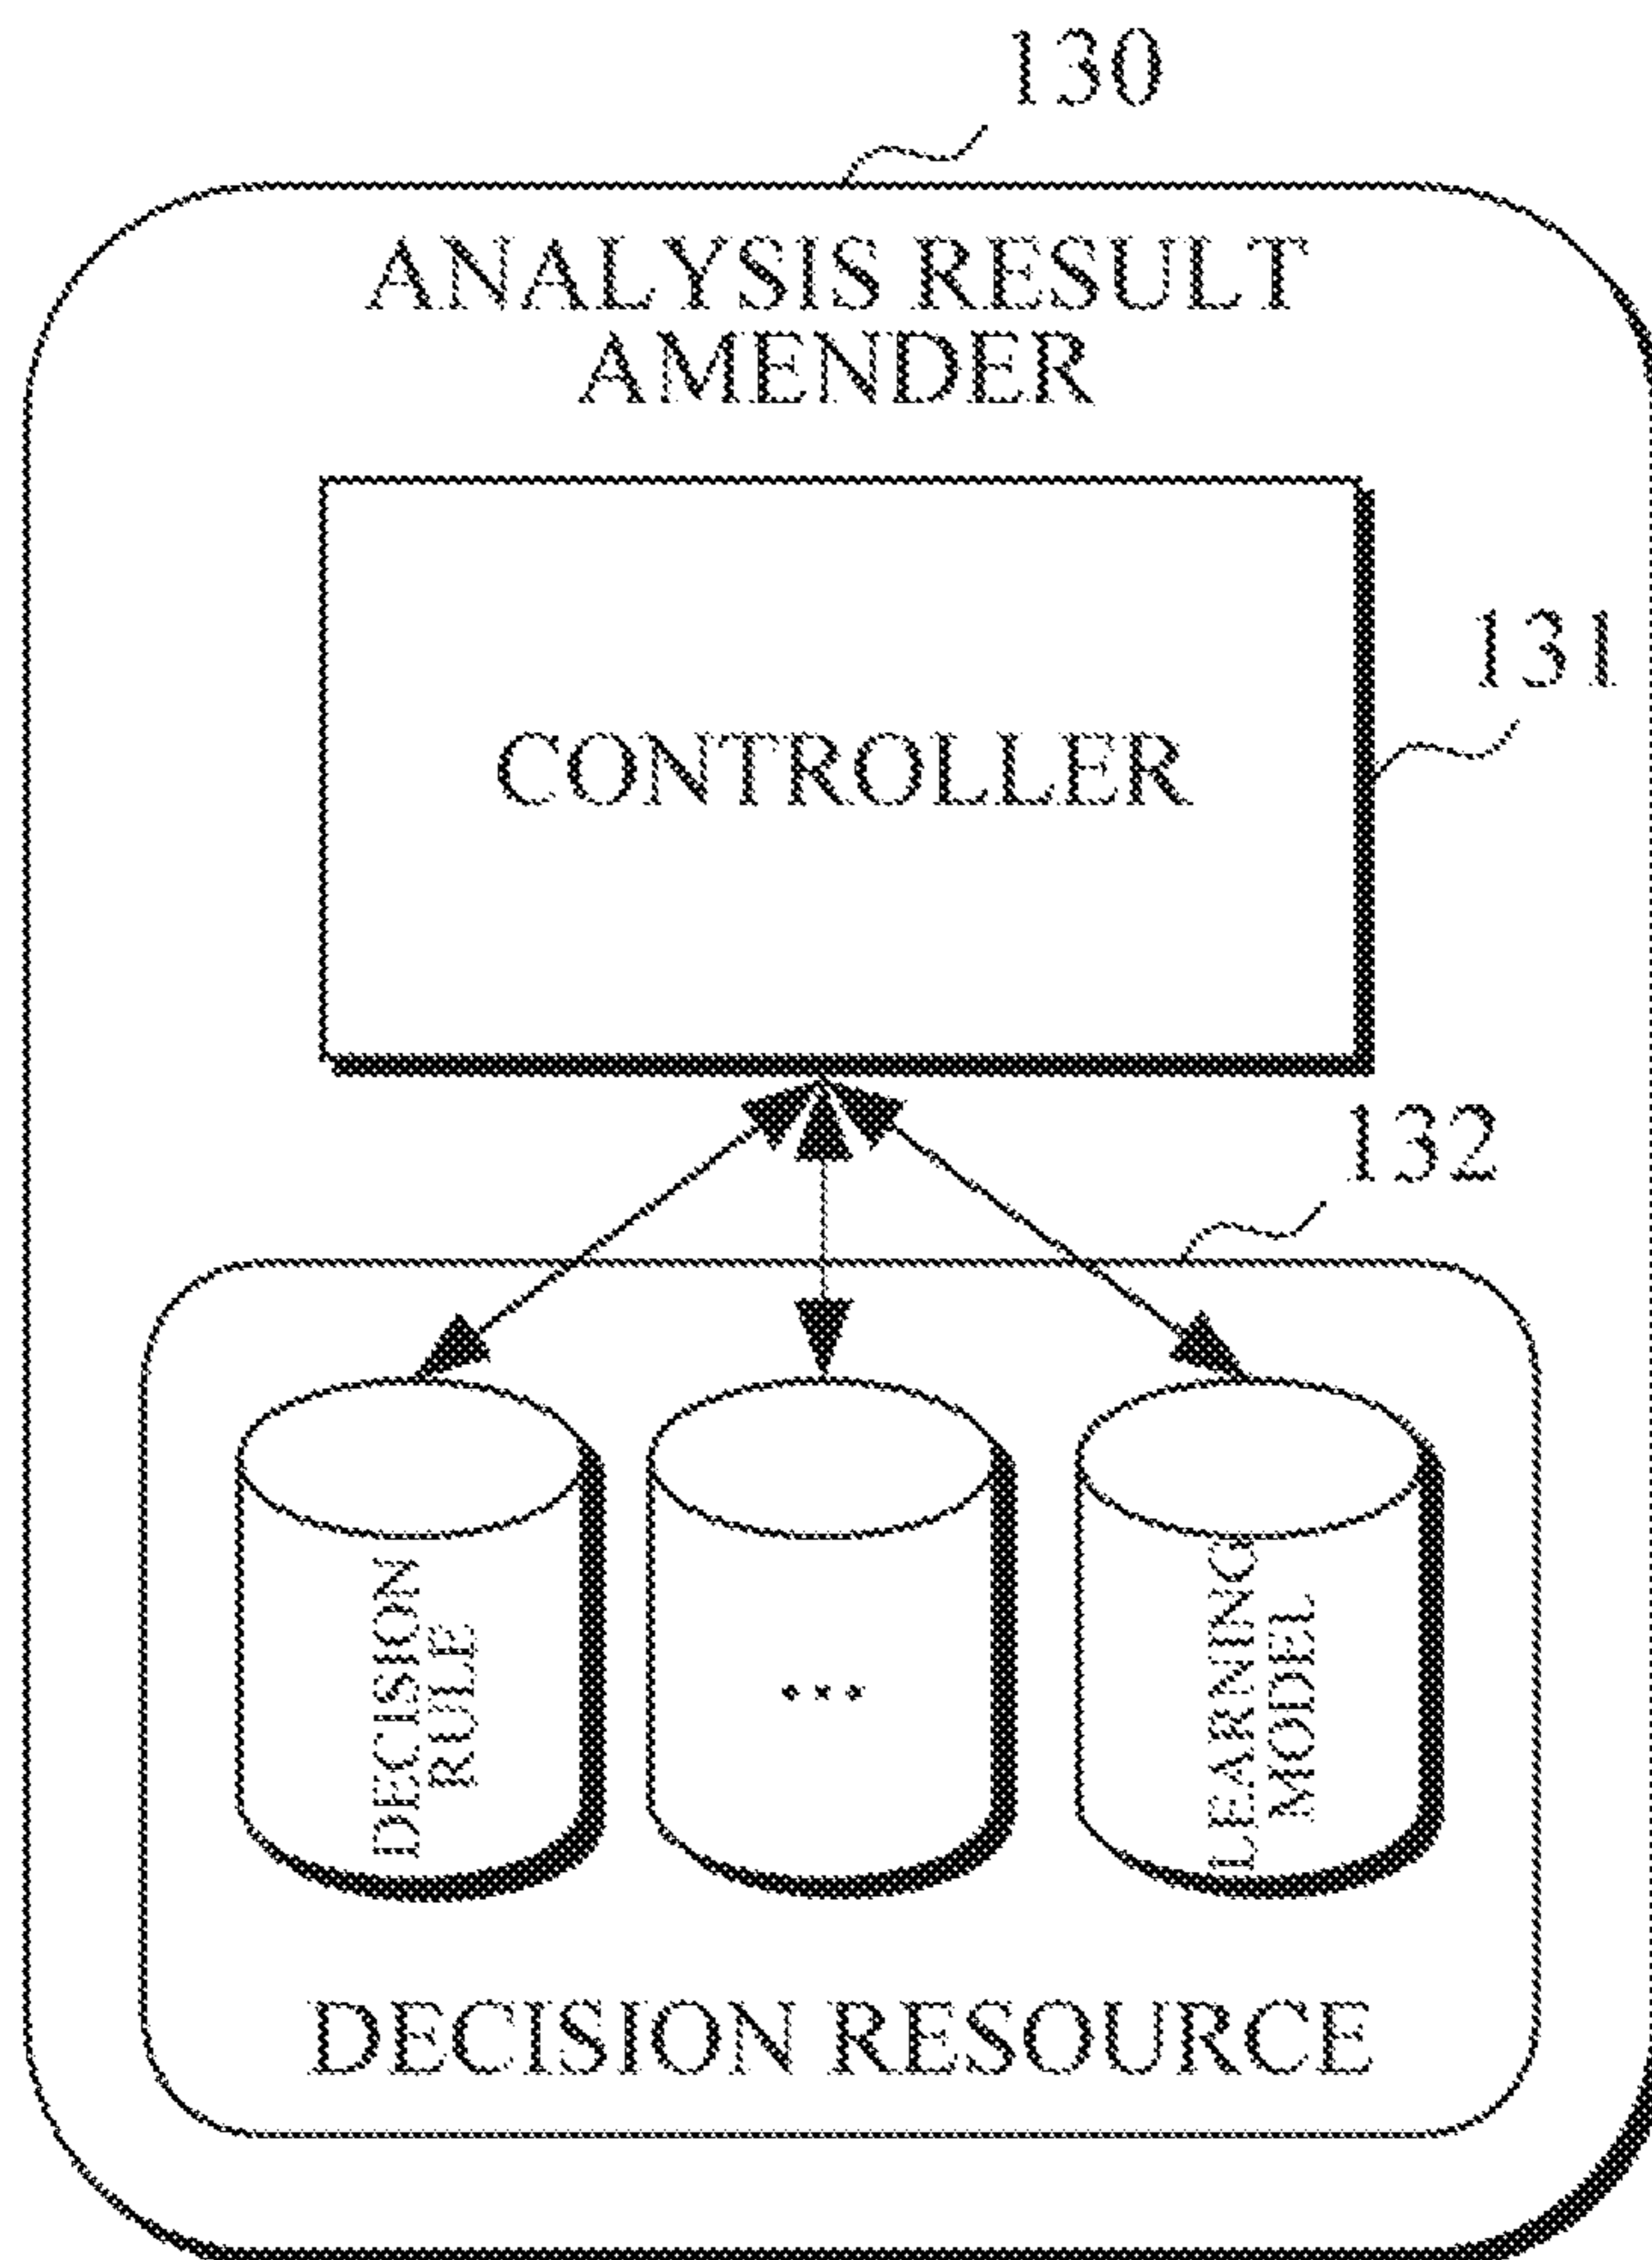 130
ANALYSIS RESULT
AMENDER
CONTROLLER
131
132
DECISION
RULE
...
LEARNING
MODEL
DECISION RESOURCE